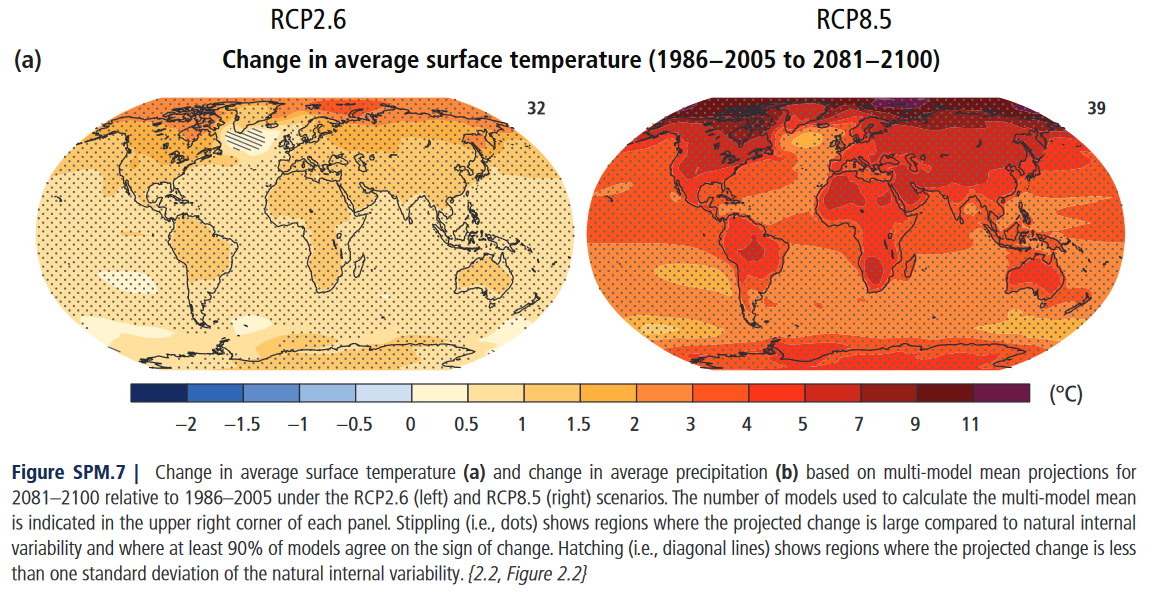 RCP2.6 RCP8.5
(a) Change in average surface temperature (1986–2005 to 2081–2100)
32 39
−2 −1.5 −1 −0.5 0 0.5 1 1.5 2 3 4 5 7 9 11 (°C)
Figure SPM.7 | Change in average surface temperature (a) and change in average precipitation (b) based on multi-model mean projections for
2081–2100 relative to 1986–2005 under the RCP2.6 (left) and RCP8.5 (right) scenarios. The number of models used to calculate the multi-model mean
is indicated in the upper right corner of each panel. Stippling (i.e., dots) shows regions where the projected change is large compared to natural internal
variability and where at least 90% of models agree on the sign of change. Hatching (i.e., diagonal lines) shows regions where the projected change is less
than one standard deviation of the natural internal variability. {2.2, Figure 2.2}